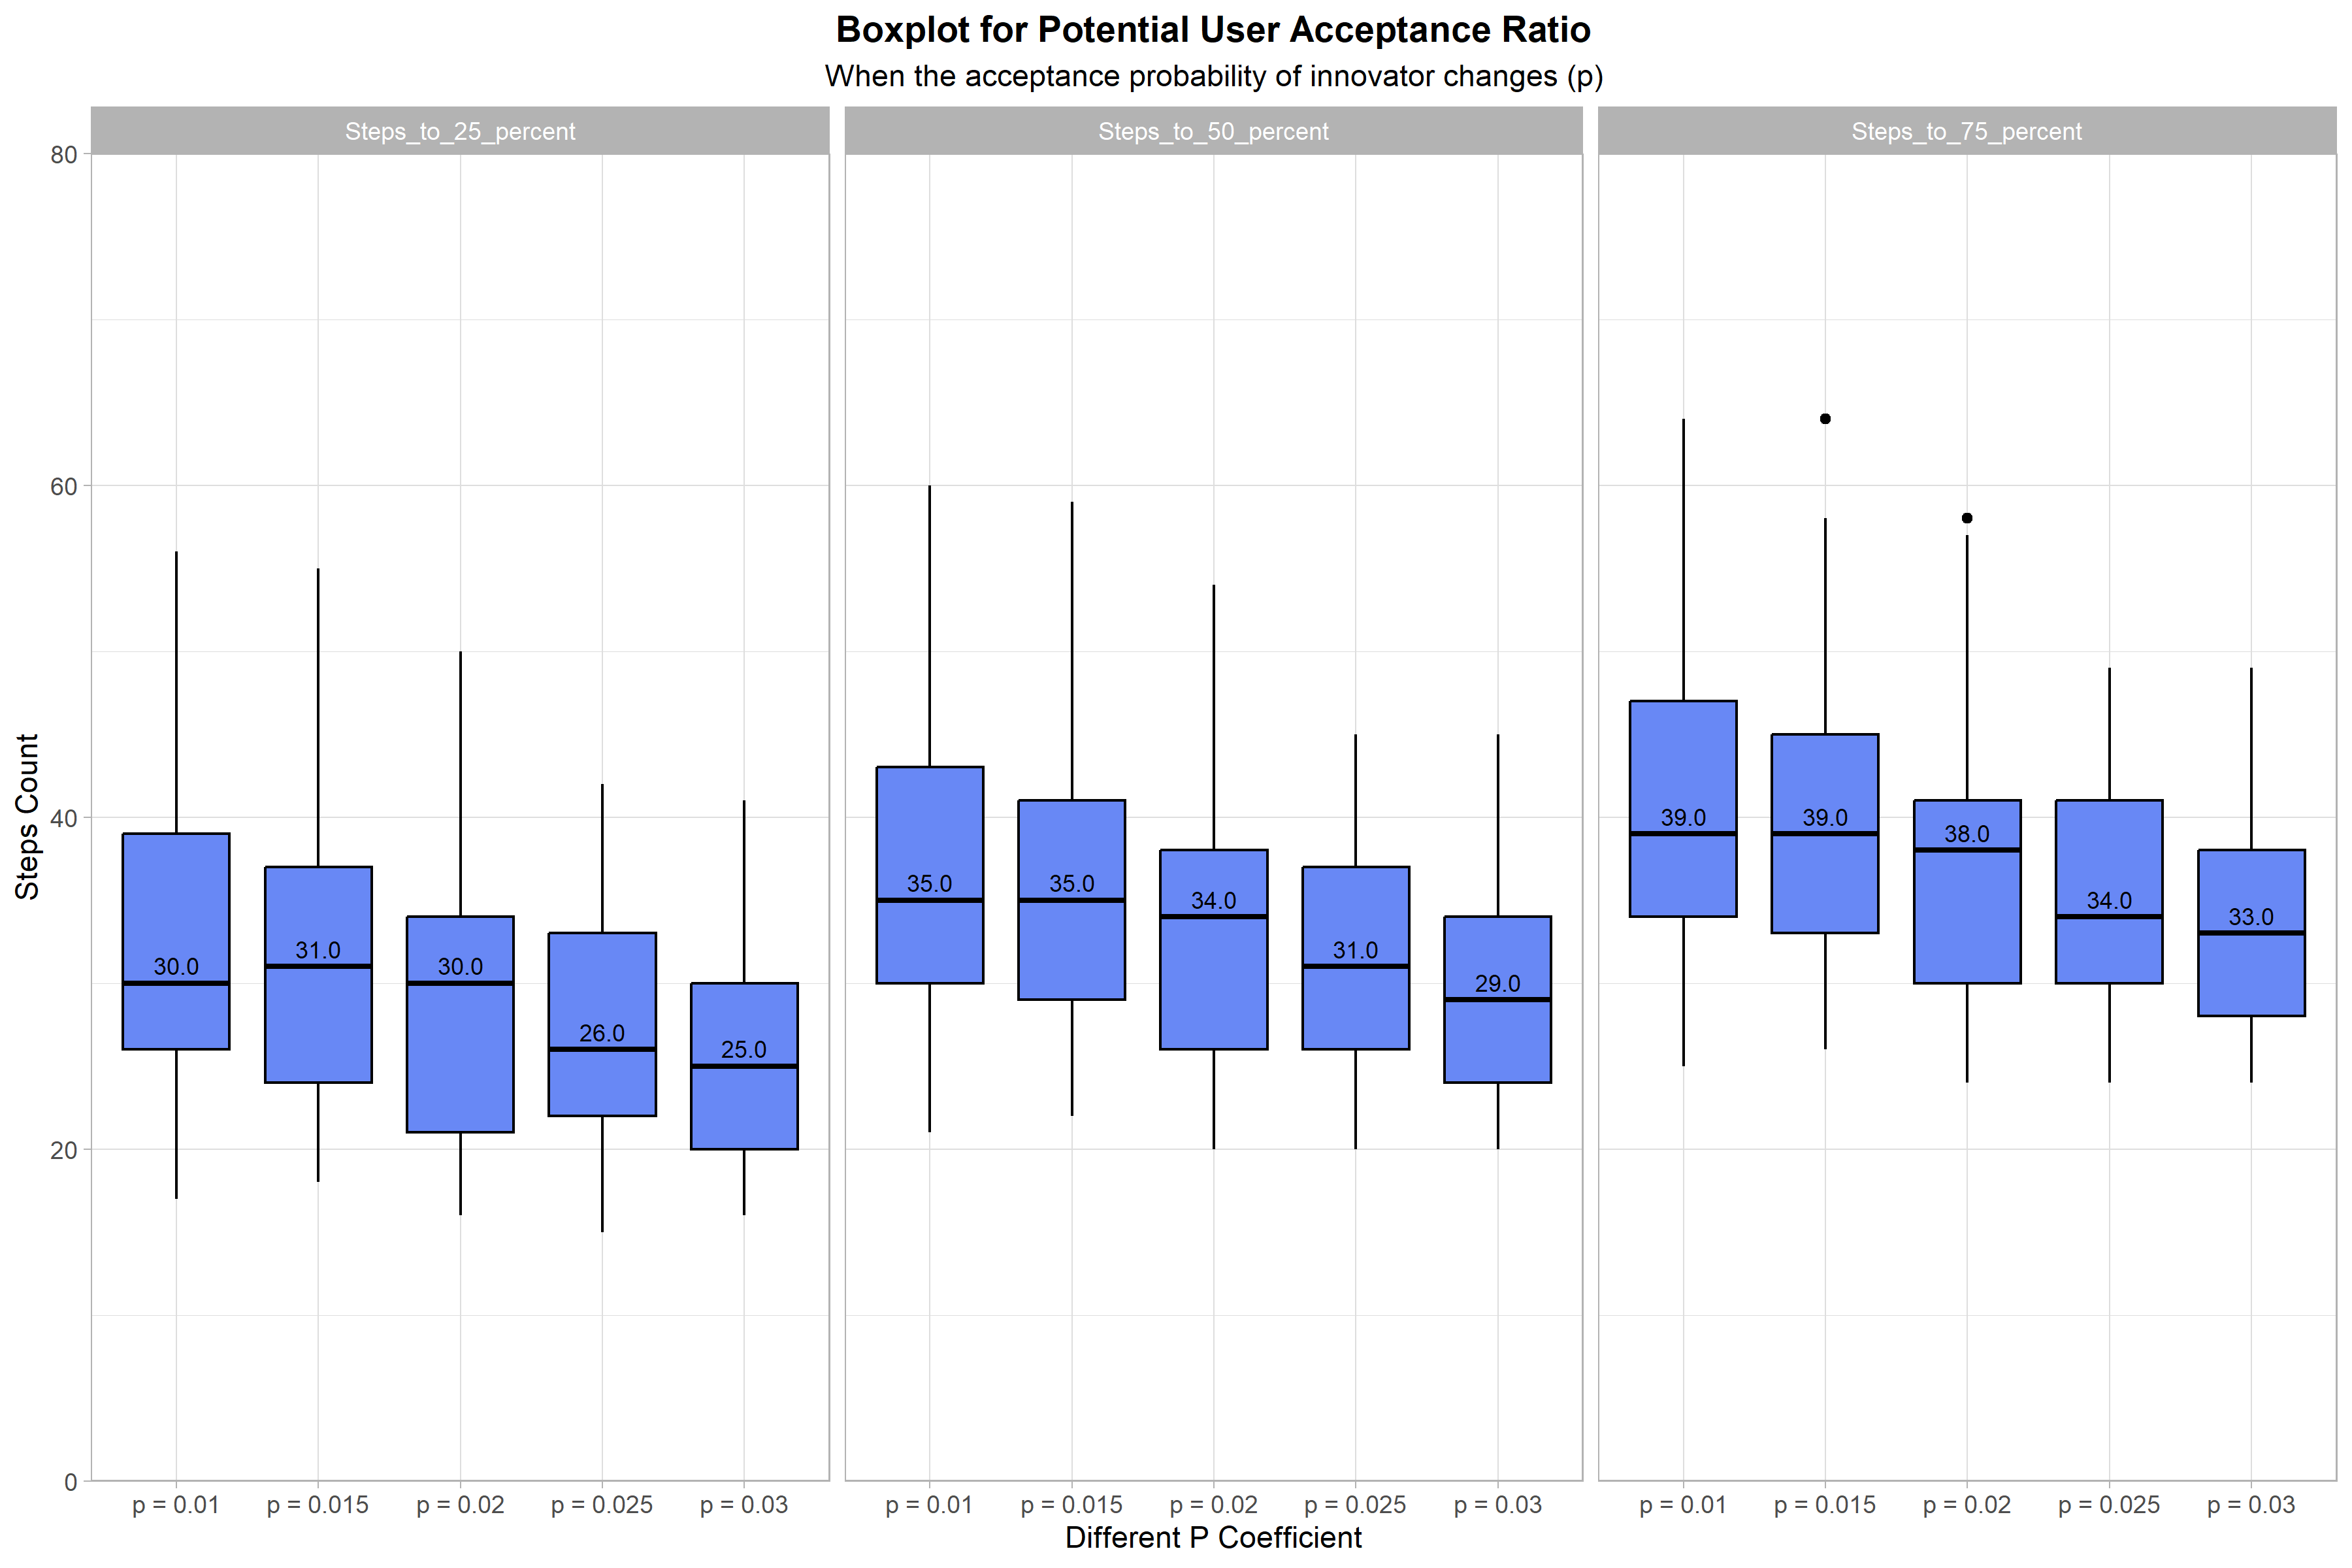 Boxplot for Potential User Acceptance Ratio
When the acceptance probability of innovator changes (p)
Steps_to_25_percent
Steps_to_50_percent
Steps_to_75_percent
Steps Count
80
60
40
20
0
30.0
31.0
30.0
26.0
25.0
35.0
35.0
34.0
31.0
29.0
39.0
39.0
38.0
34.0
33.0
p = 0.01 p = 0.015 p = 0.02 p = 0.025 p = 0.03
p = 0.01 p = 0.015 p = 0.02 p = 0.025 p = 0.03
p = 0.01 p = 0.015 p = 0.02 p = 0.025 p = 0.03
Different P Coefficient